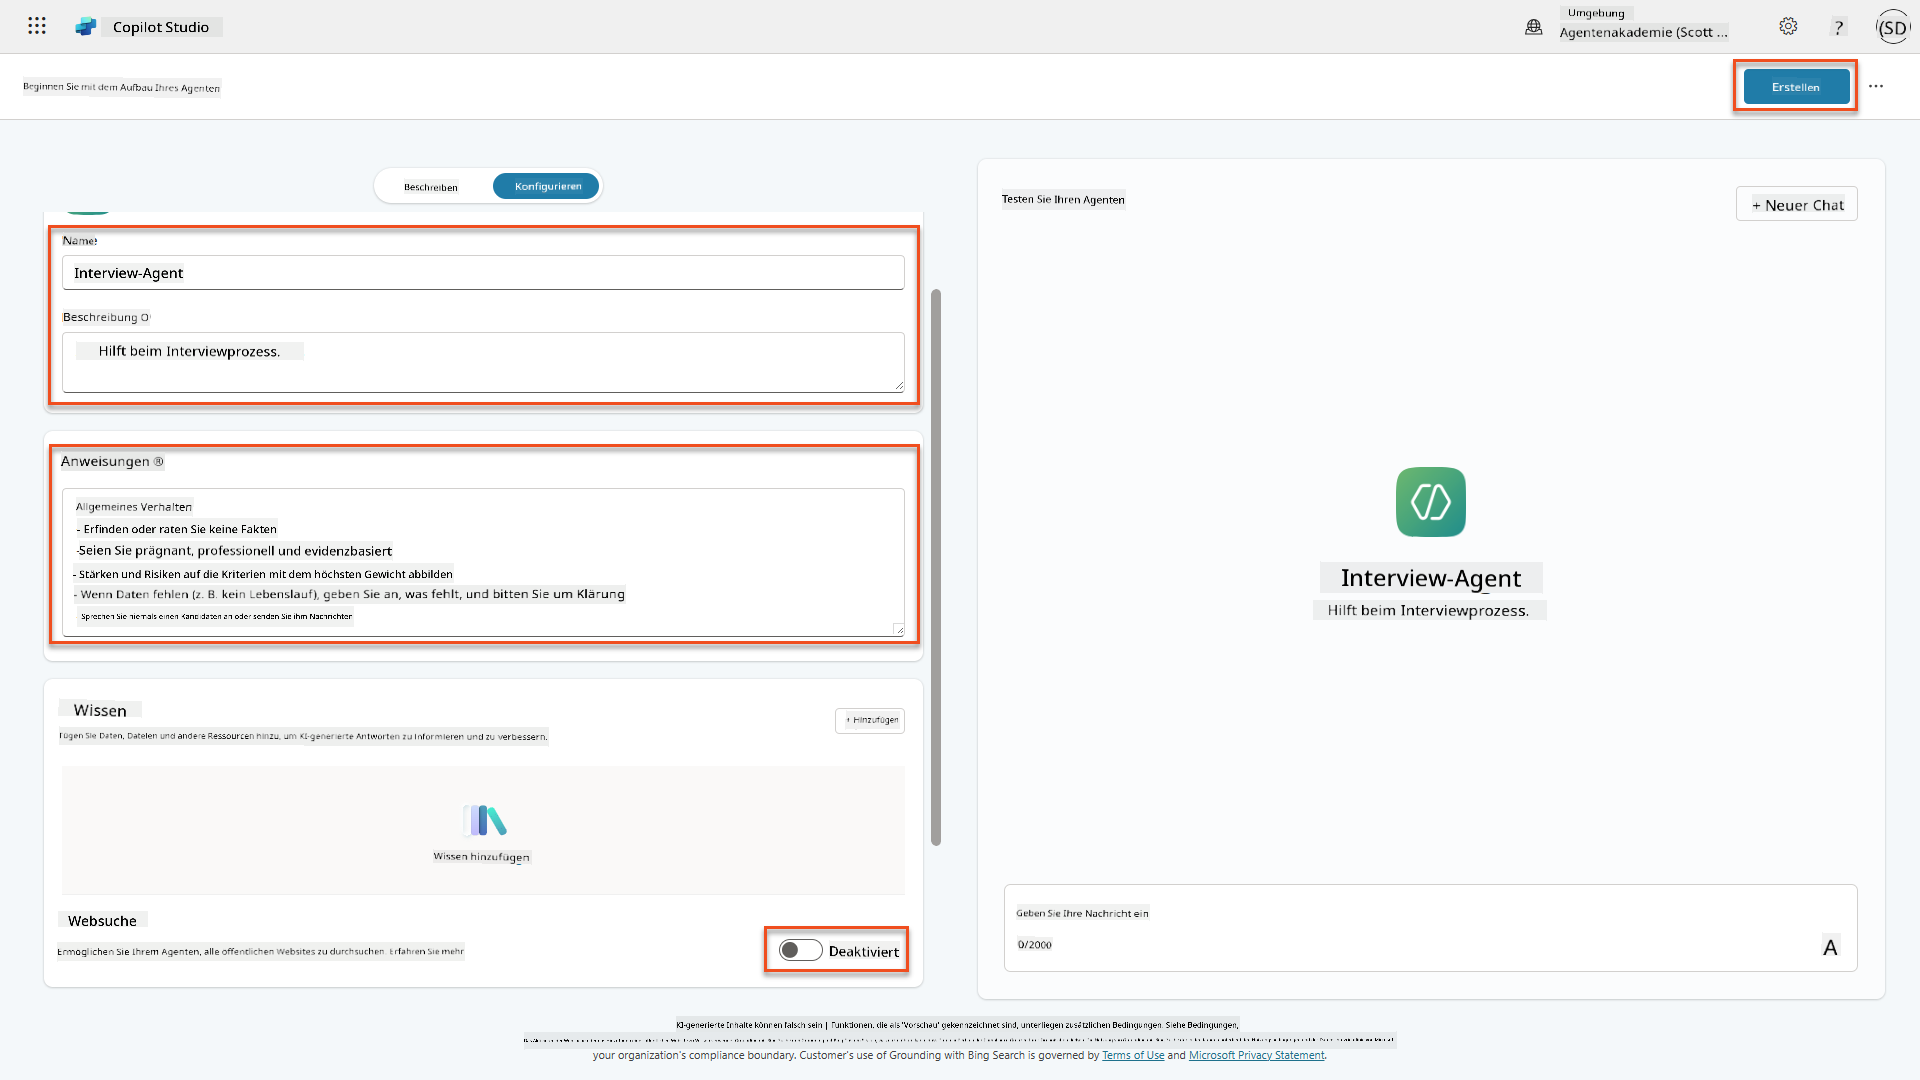 Copilot Studio
Umgebung
Agentenakademie (Scott ...
?
(SD
Beginnen Sie mit dem Aufbau Ihres Agenten
Erstellen
...
Beschreiben
Konfigurieren
Name
Interview-Agent
Beschreibung O
Hilft beim Interviewprozess.
Anweisungen ®
Allgemeines Verhalten
- Erfinden oder raten Sie keine Fakten
-Seien Sie prägnant, professionell und evidenzbasiert
- Stärken und Risiken auf die Kriterien mit dem höchsten Gewicht abbilden
- Wenn Daten fehlen (z. B. kein Lebenslauf), geben Sie an, was fehlt, und bitten Sie um Klärung
Sprechen Sie niemals einen Kandidaten an oder senden Sie ihm Nachrichten
Wissen
+ Hinzufügen
Fügen Sie Daten, Dateien und andere Ressourcen hinzu, um KI-generierte Antworten zu informieren und zu verbessern.
Wissen hinzufügen
Websuche
Ermöglichen Sie Ihrem Agenten, alle öffentlichen Websites zu durchsuchen. Erfahren Sie mehr
Deaktiviert
Testen Sie Ihren Agenten
+ Neuer Chat
Interview-Agent
Hilft beim Interviewprozess.
Geben Sie Ihre Nachricht ein
0/2000
A
KI-generierte Inhalte können falsch sein | Funktionen, die als 'Vorschau' gekennzeichnet sind, unterliegen zusätzlichen Bedingungen. Siehe Bedingungen,
your organization's compliance boundary. Customer's use of Grounding with Bing Search is governed by Terms of Use and Microsoft Privacy Statement.